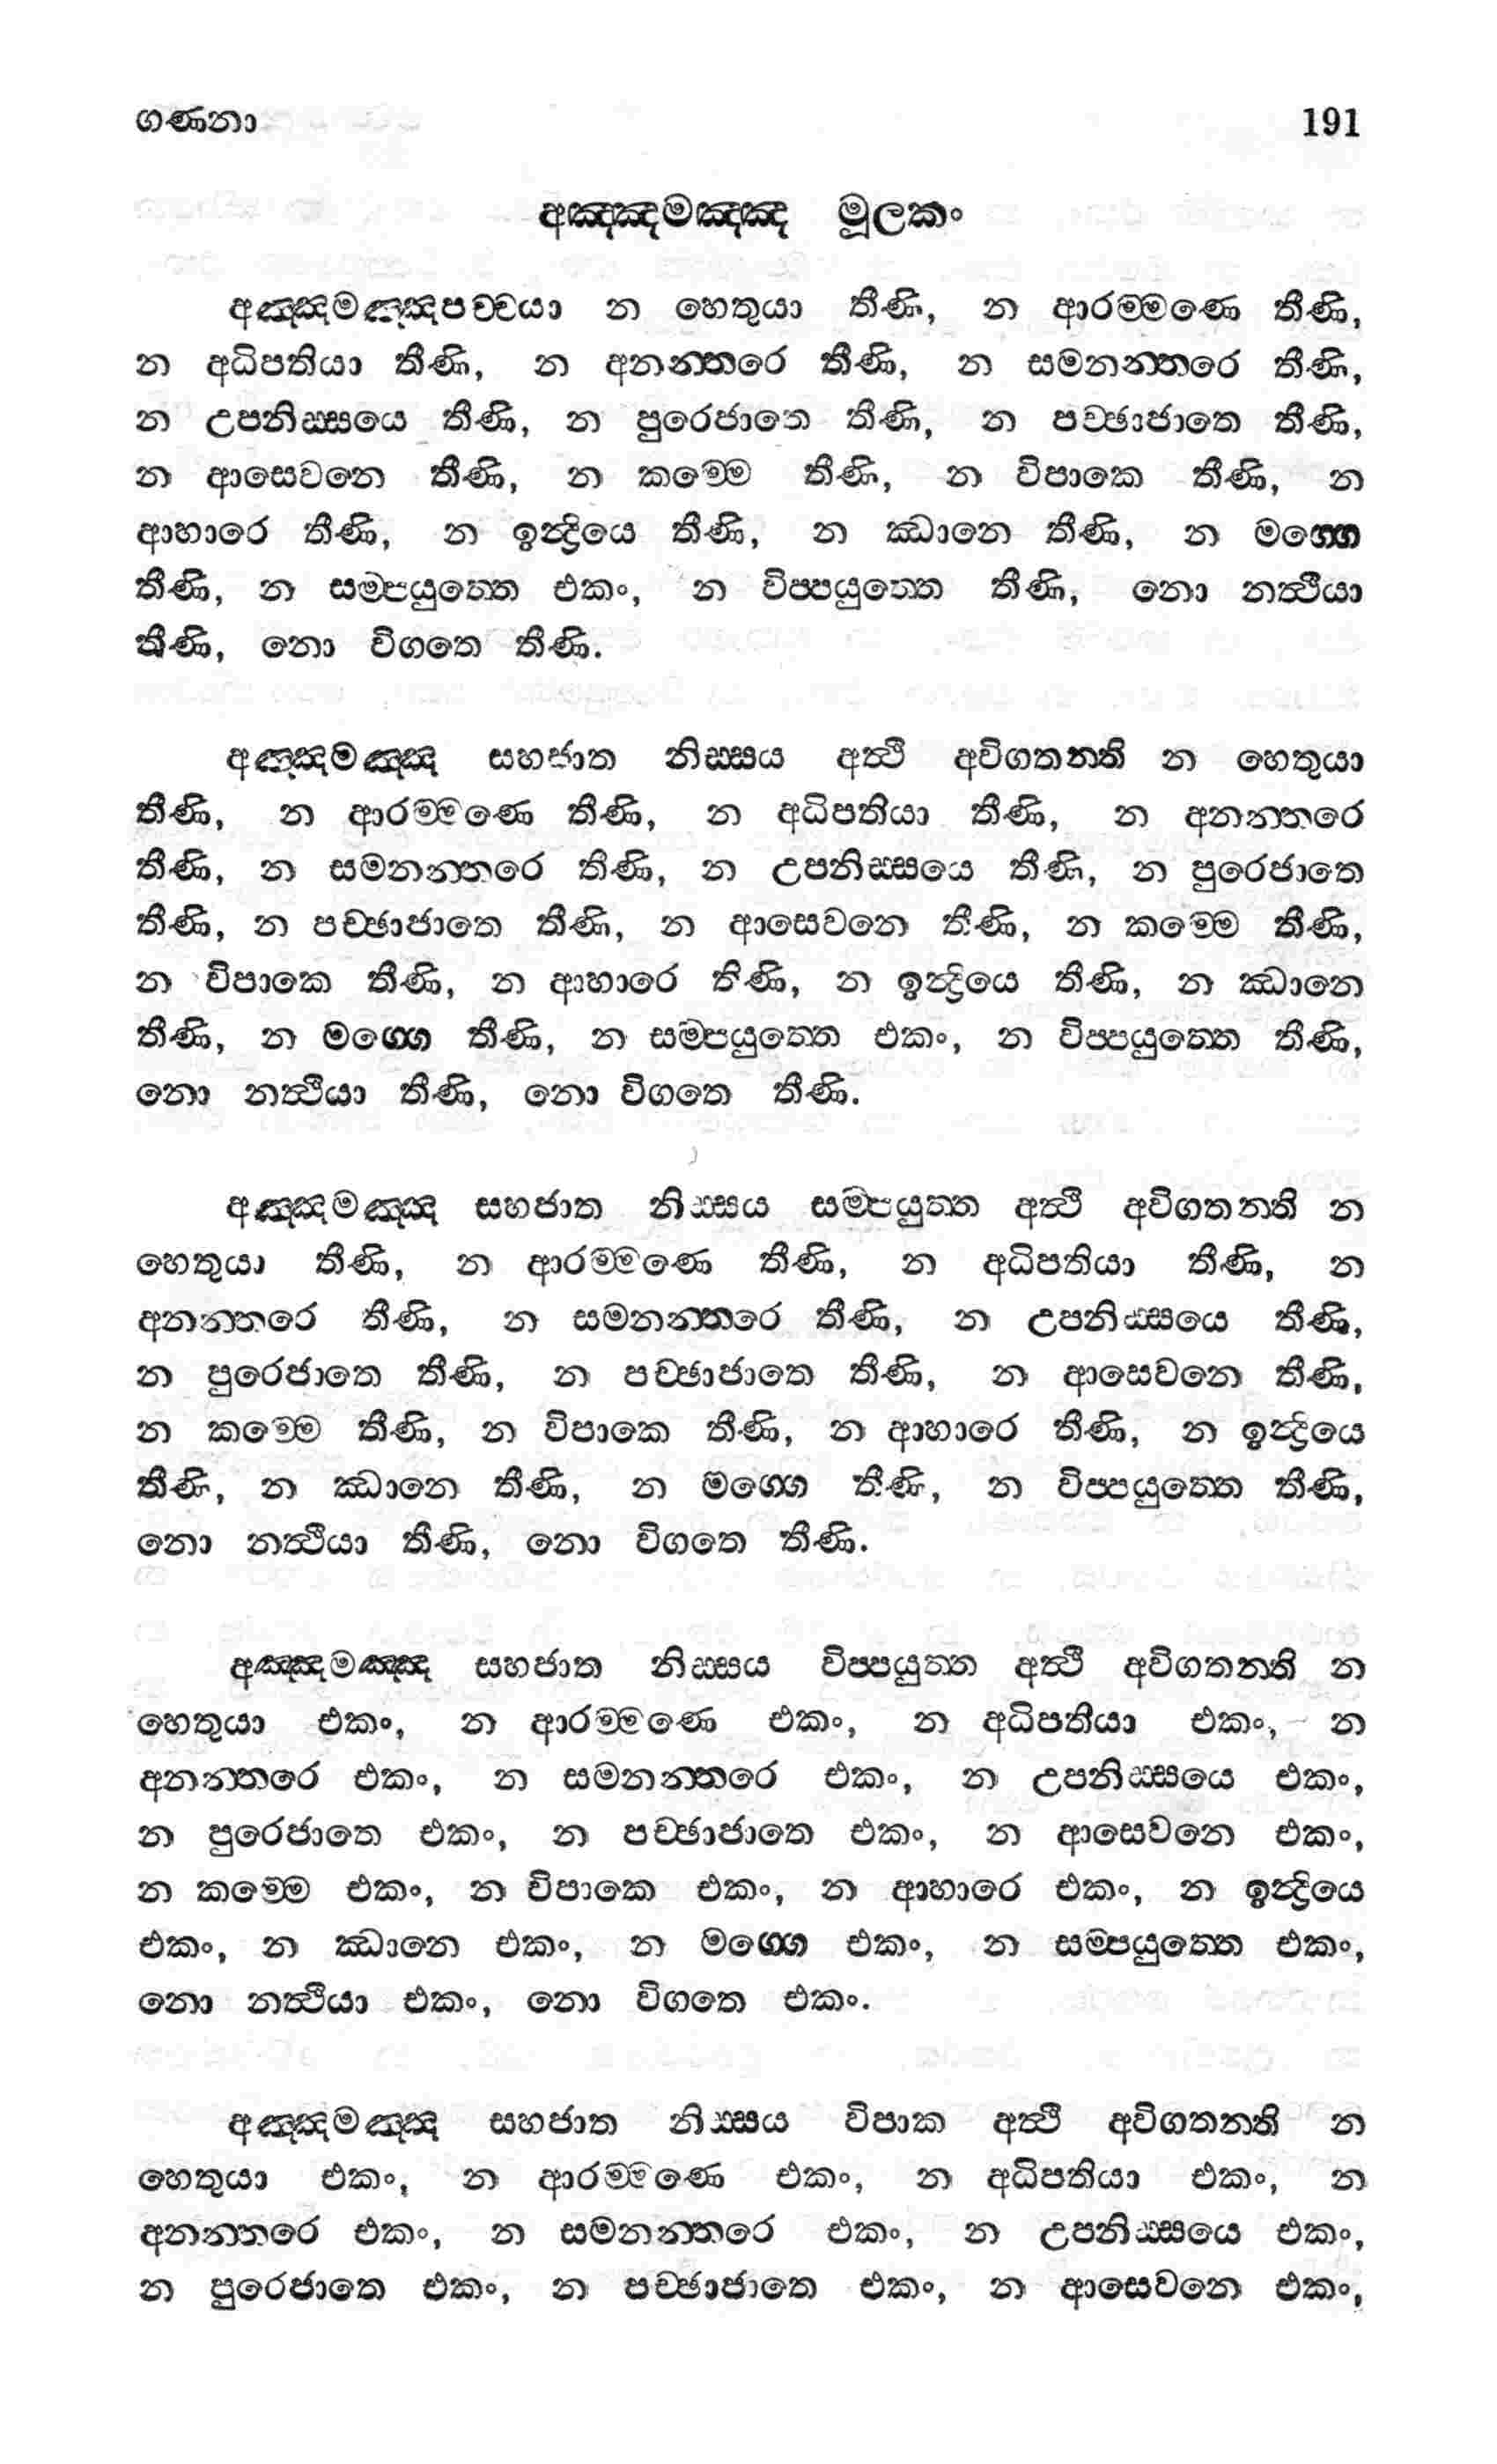 ගණනා 191
අඤ්ඤමඤ්ඤ මූලකං
අඤ්ඤමඤ්ඤපච්චයා න හෙතුයා තීණි, න ආරම්මණෙ තීණි,
න අධිපතියා තීණි, න අනන්තරෙ තීණි, න සමනන්තරෙ තීණි,
න උපනිස්සයෙ තීණි, න පුරෙජාතෙ තීණි, න පච්ඡාජාතෙ තීණි,
න ආසෙවනෙ තීණි, න කම්මෙ තීණි, න විපාකෙ තීණි, න
ආහාරෙ තීණි, න ඉන්ද්‍රියෙ තීණි, න ඣානෙ තීණි, න මග්ගෙ
තීණි, න සම්පයුත්තෙ එකං, න විප්පයුත්තෙ තීණි, නො නත්ථියා
තීණි, නො විගතෙ තීණි.
අඤ්ඤමඤ්ඤ සහජාත නිස්සය අත්ථි අවිගතන්ති න හෙතුයා
තීණි, න ආරම්මණෙ තීණි, න අධිපතියා තීණි, න අනන්තරෙ
තීණි, න සමනන්තරෙ තීණි, න උපනිස්සයෙ තීණි, න පුරෙජාතෙ
තීණි, න පච්ඡාජාතෙ තීණි, න ආසෙවනෙ තීණි, න කම්මෙ තීණි,
න විපාකෙ තීණි, න ආහාරෙ තීණි, න ඉන්ද්‍රියෙ තීණි, න ඣානෙ
තීණි, න මග්ගෙ තීණි, න සම්පයුත්තෙ එකං, න විප්පයුත්තෙ තීණි,
නො නත්ථියා තීණි, නො විගතෙ තීණි.
අඤ්ඤමඤ්ඤ සහජාත නිස්සය සම්පයුත්ත අත්ථි අවිගතන්ති න
හෙතුයා තීණි, න ආරම්මණෙ තීණි, න අධිපතියා තීණි, න
අනන්තරෙ තීණි, න සමනන්තරෙ තීණි, න උපනිස්සයෙ තීණි,
න පුරෙජාතෙ තීණි, න පච්ඡාජාතෙ තීණි, න ආසෙවනෙ තීණි,
න කම්මෙ තීණි, න විපාකෙ තීණි, න ආහාරෙ තීණි, න ඉන්ද්‍රියෙ
තීණි, න ඣානෙ තීණි, න මග්ගෙ තීණි, න විප්පයුත්තෙ තීණි,
නො නත්ථියා තීණි, නො විගතෙ තීණි.
අඤ්ඤමඤ්ඤ සහජාත නිස්සය විප්පයුත්ත අත්ථි අවිගතන්ති න
හෙතුයා එකං, න ආරම්මණෙ එකං, න අධිපතියා එකං, න
අනන්තරෙ එකං, න සමනන්තරෙ එකං, න උපනිස්සයෙ එකං,
න පුරෙජාතෙ එකං, න පච්ඡාජාතෙ එකං, න ආසෙවනෙ එකං,
න කම්මෙ එකං, න විපාකෙ එකං, න ආහාරෙ එකං, න ඉන්ද්‍රියෙ
එකං, න ඣානෙ එකං, න මග්ගෙ එකං, න සම්පයුත්තෙ එකං,
නො නත්ථියා එකං, නො විගතෙ එකං.
අඤ්ඤමඤ්ඤ සහජාත නිස්සය විපාක අත්ථි අවිගතන්ති න
හෙතුයා එකං, න ආරම්මණෙ එකං, න අධිපතියා එකං, න
අනන්තරෙ එකං, න සමනන්තරෙ එකං, න උපනිස්සයෙ එකං,
න පුරෙජාතෙ එකං, න පච්ඡාජාතෙ එකං, න ආසෙවනෙ එකං,